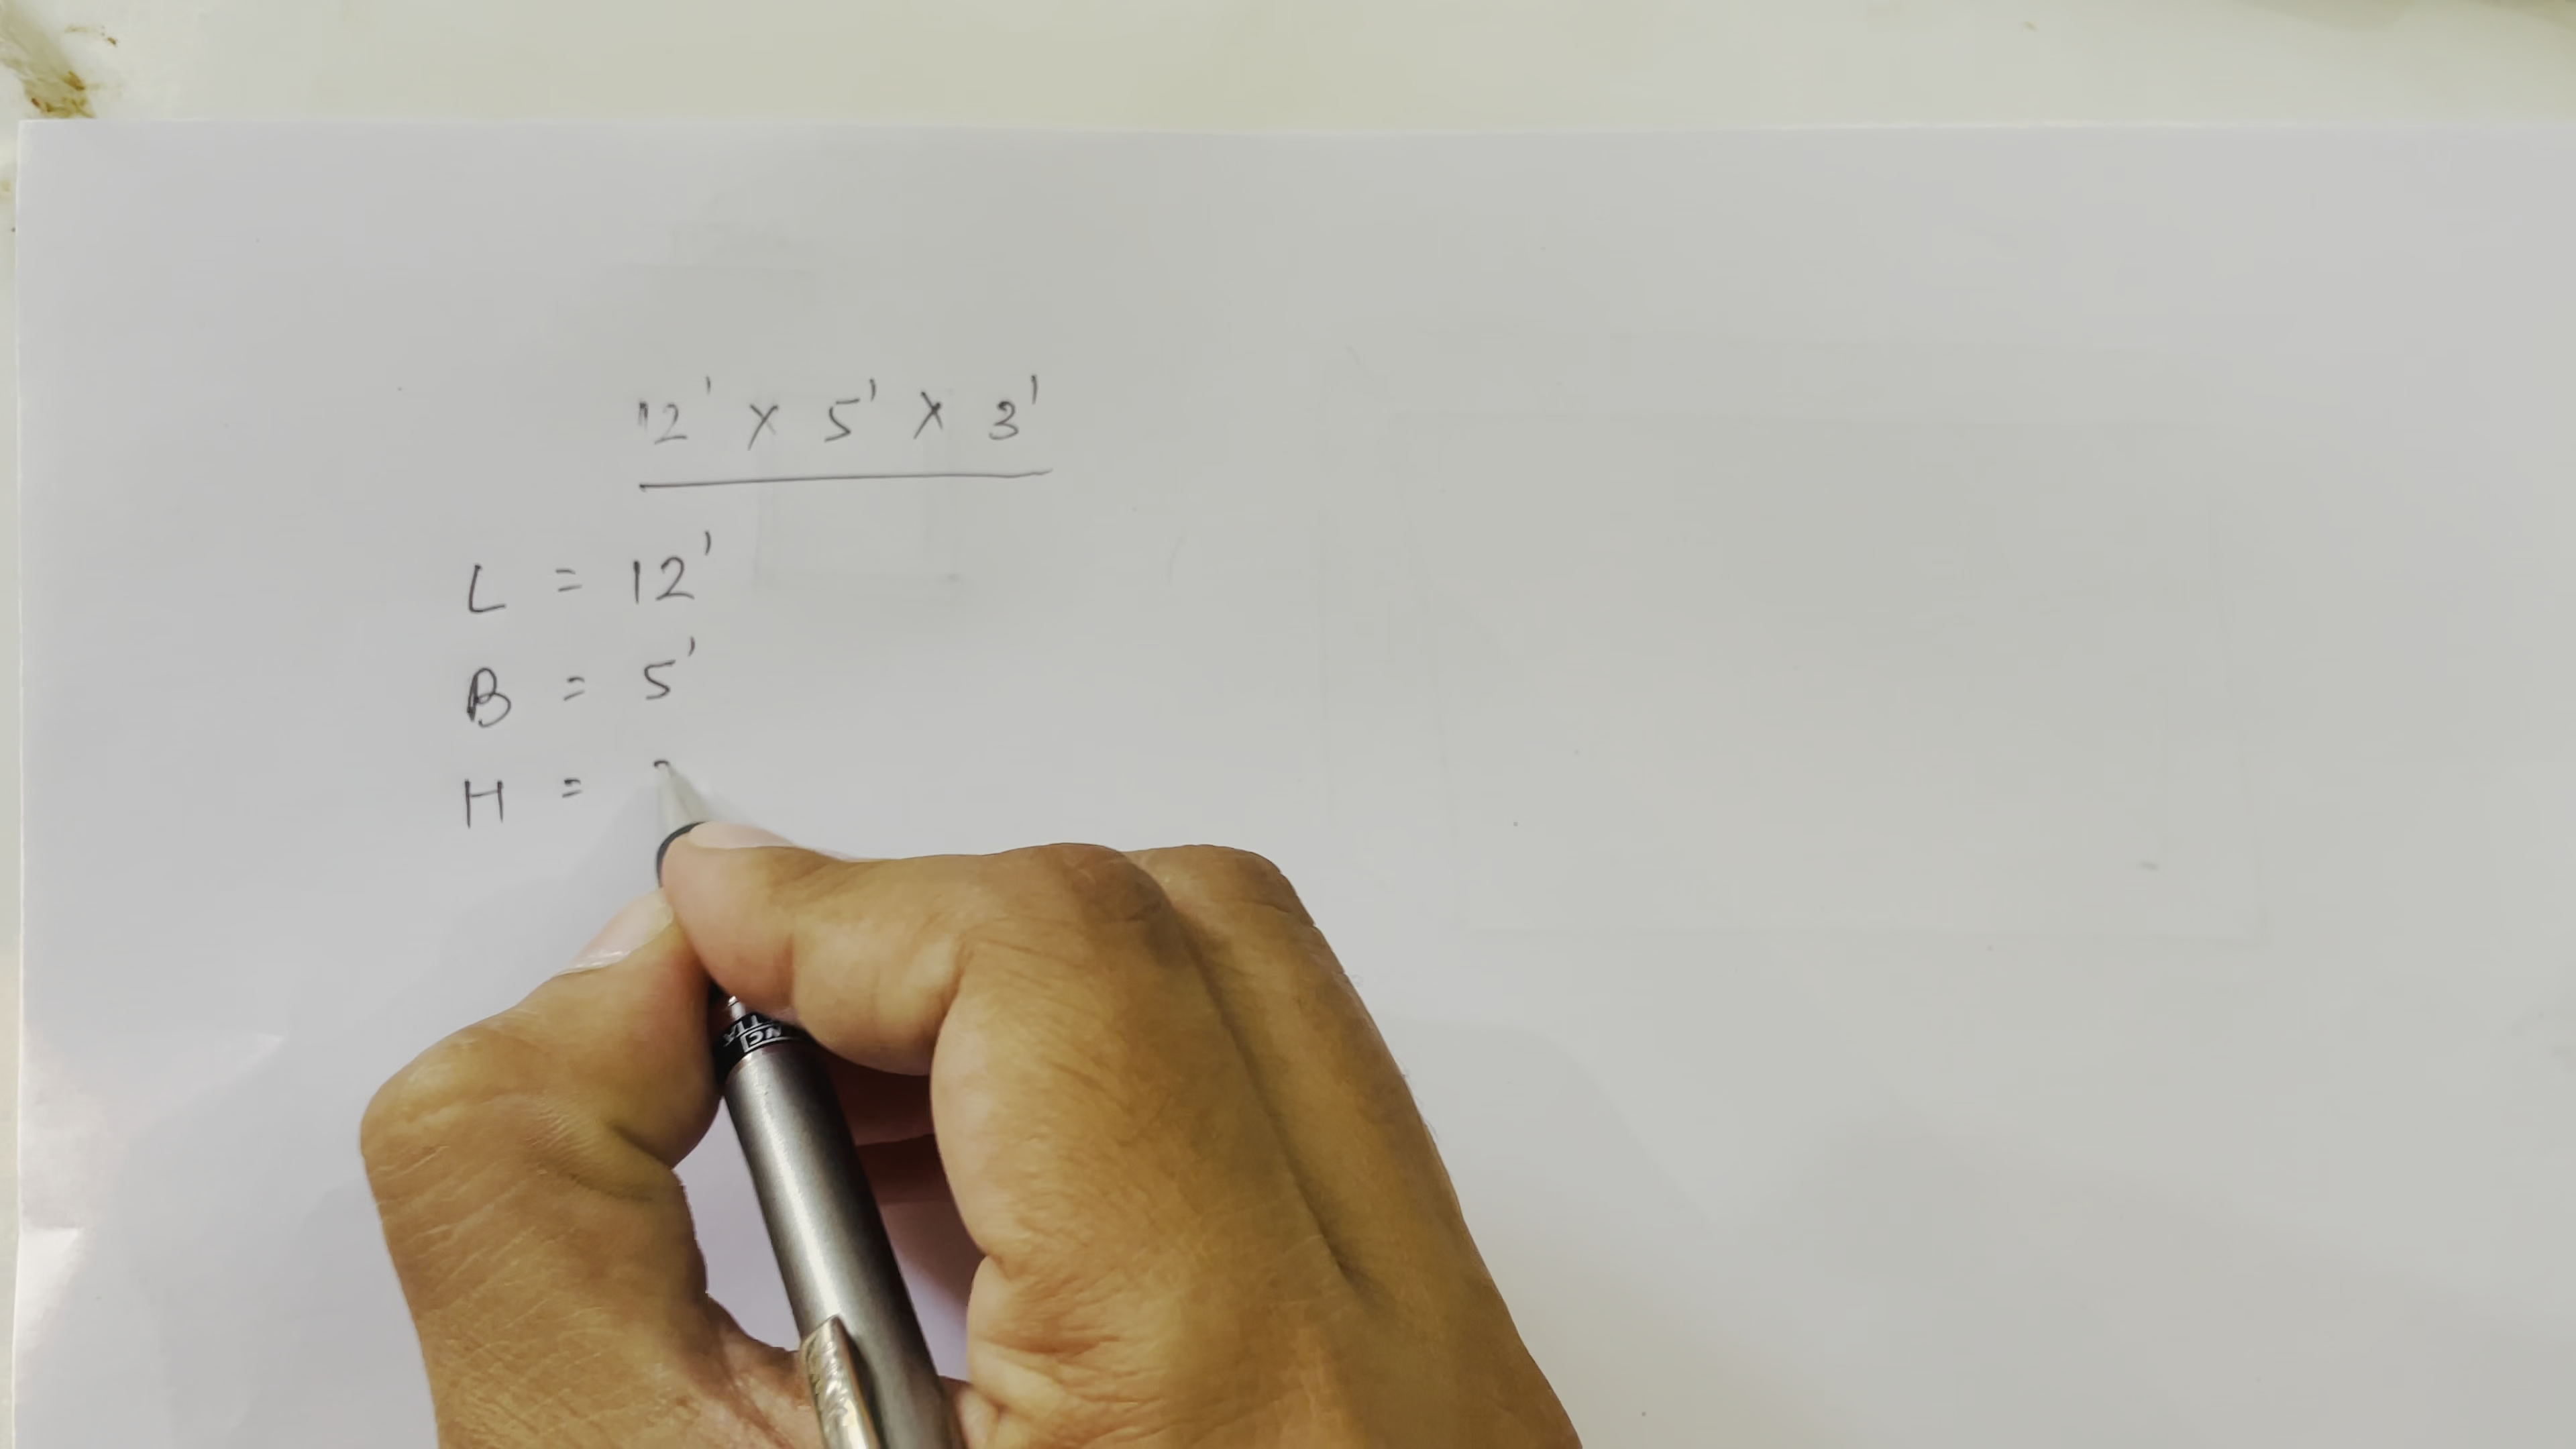 12' X 5' X 3'
L = 12'
B = 5'
H =